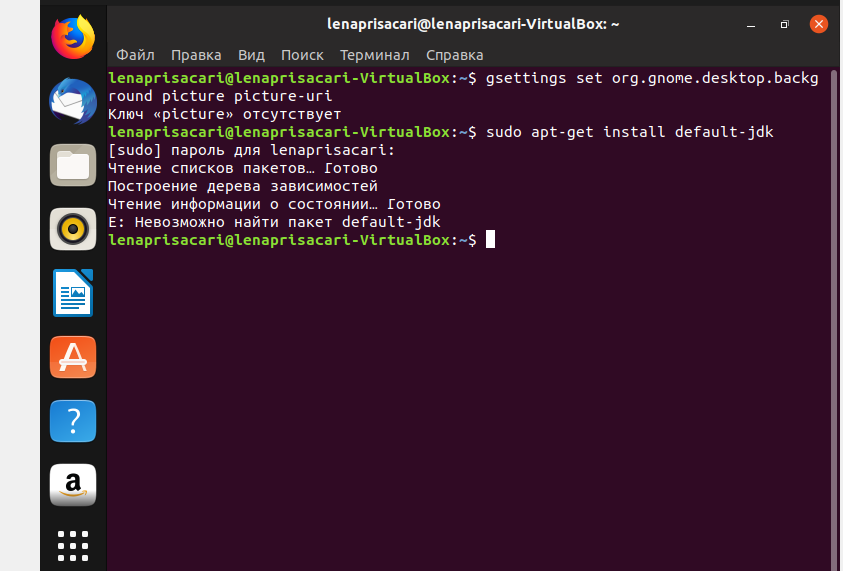 lenaprisacari@lenaprisacari-VirtualBox: ~
Файл Правка Вид Поиск Терминал Справка
lenaprisacari@lenaprisacari-VirtualBox:~$ gsettings set org.gnome.desktop.backg
round picture picture-uri
Ключ «picture» отсутствует
lenaprisacari@lenaprisacari-VirtualBox:~$ sudo apt-get install default-jdk
[sudo] пароль для lenaprisacari:
Чтение списков пакетов… Готово
Построение дерева зависимостей
Чтение информации о состоянии… Готово
E: Невозможно найти пакет default-jdk
lenaprisacari@lenaprisacari-VirtualBox:~$
?
a